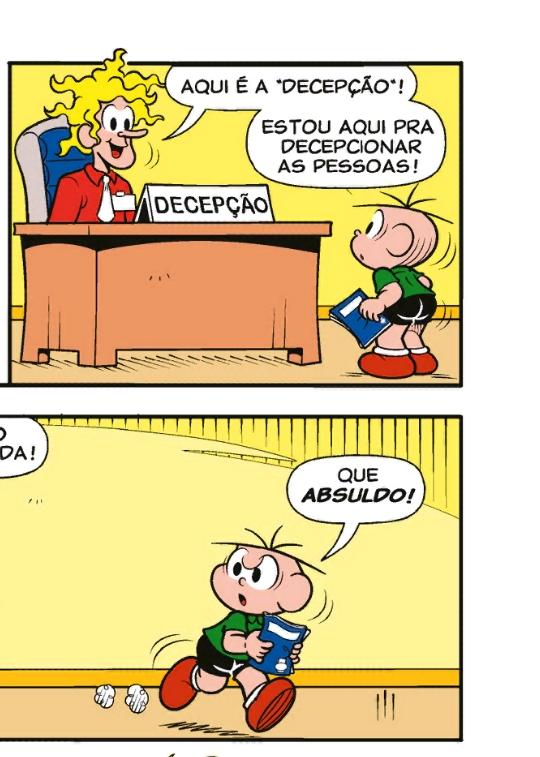 AQUI É A "DECEPÇÃO"!
ESTOU AQUI PRA
DECEPCIONAR
AS PESSOAS!
DECEPÇÃO
QUE
ABSULDO!